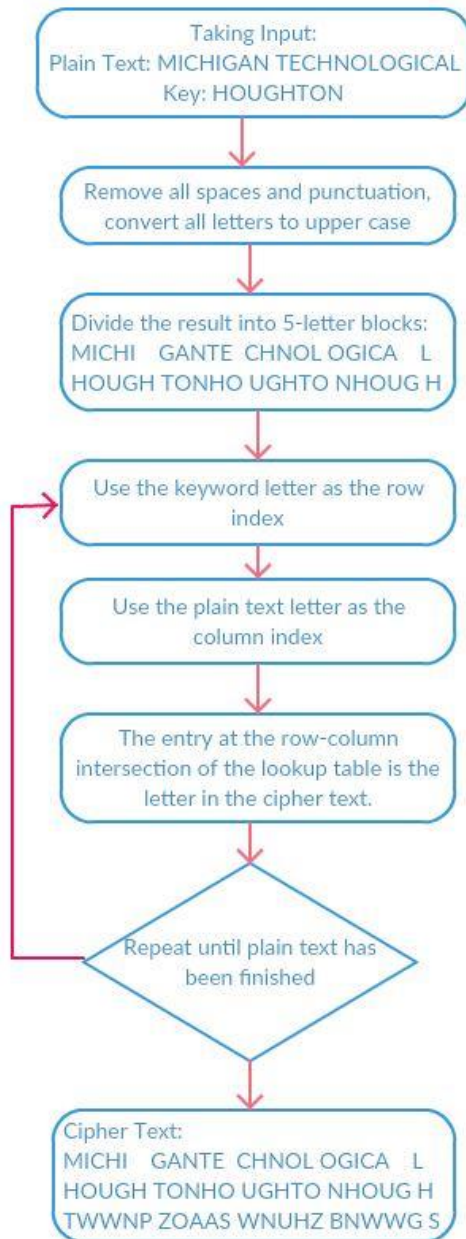 Taking Input:
Plain Text: MICHIGAN TECHNOLOGICAL
Key: HOUGHTON
Remove all spaces and punctuation,
convert all letters to upper case
Divide the result into 5-letter blocks:
MICHI GANTE CHNOL OGICA L
HOUGH TONHO UGHTO NHOUG H
Use the keyword letter as the row
index
Use the plain text letter as the
column index
The entry at the row-column
intersection of the lookup table is the
letter in the cipher text.
Repeat until plain text has
been finished
Cipher Text:
MICHI GANTE CHNOL OGICA L
HOUGH TONHO UGHTO NHOUG H
TWWNP ZOAAS WNUHZ BNWWG S